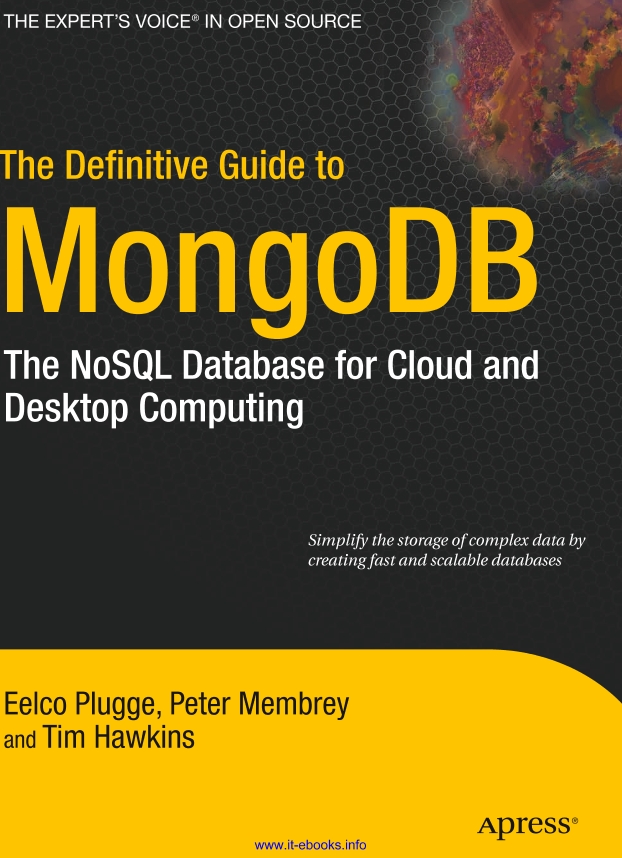 THE EXPERT'S VOICE® IN OPEN SOURCE
The Definitive Guide to
MongoDB
The NoSQL Database for Cloud and
Desktop Computing
Simplify the storage of complex data by
creating fast and scalable databases
Eelco Plugge, Peter Membrey
and Tim Hawkins
Apress®
www.it-ebooks.info